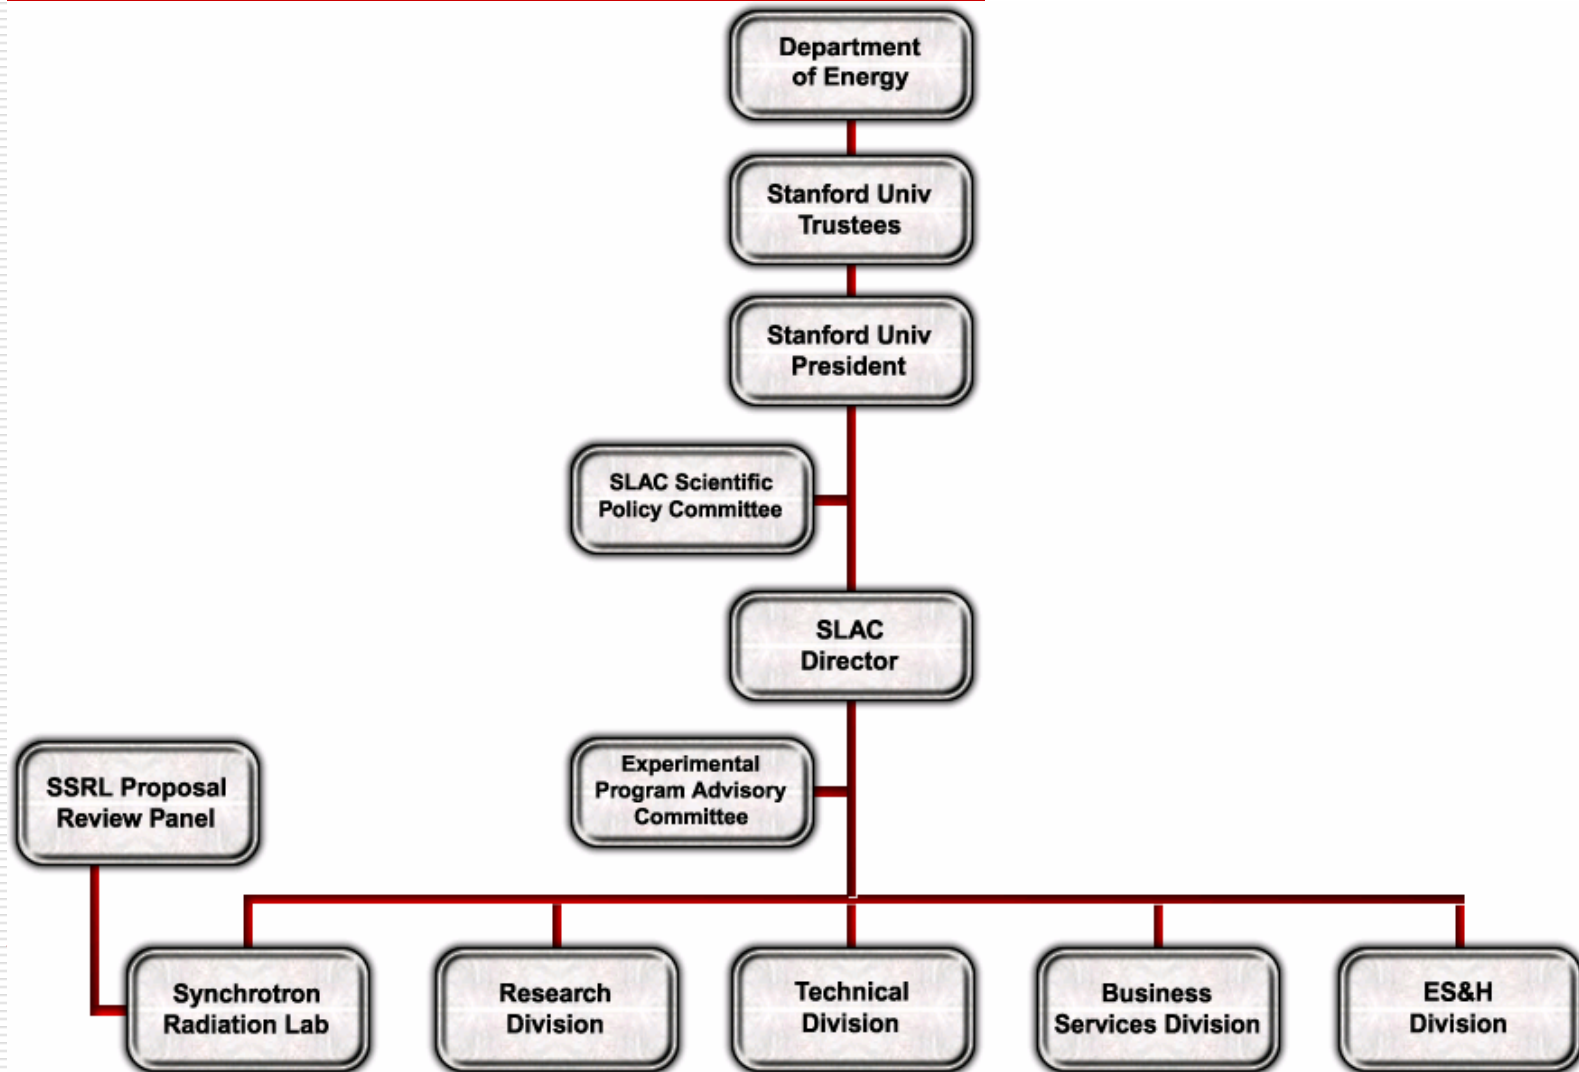 Department
of Energy
Stanford Univ
Trustees
Stanford Univ
President
SLAC Scientific
Policy Committee
SLAC
Director
Experimental
Program Advisory
Committee
SSRL Proposal
Review Panel
Synchrotron
Radiation Lab
Research
Division
Technical
Division
Business
Services Division
ES&H
Division